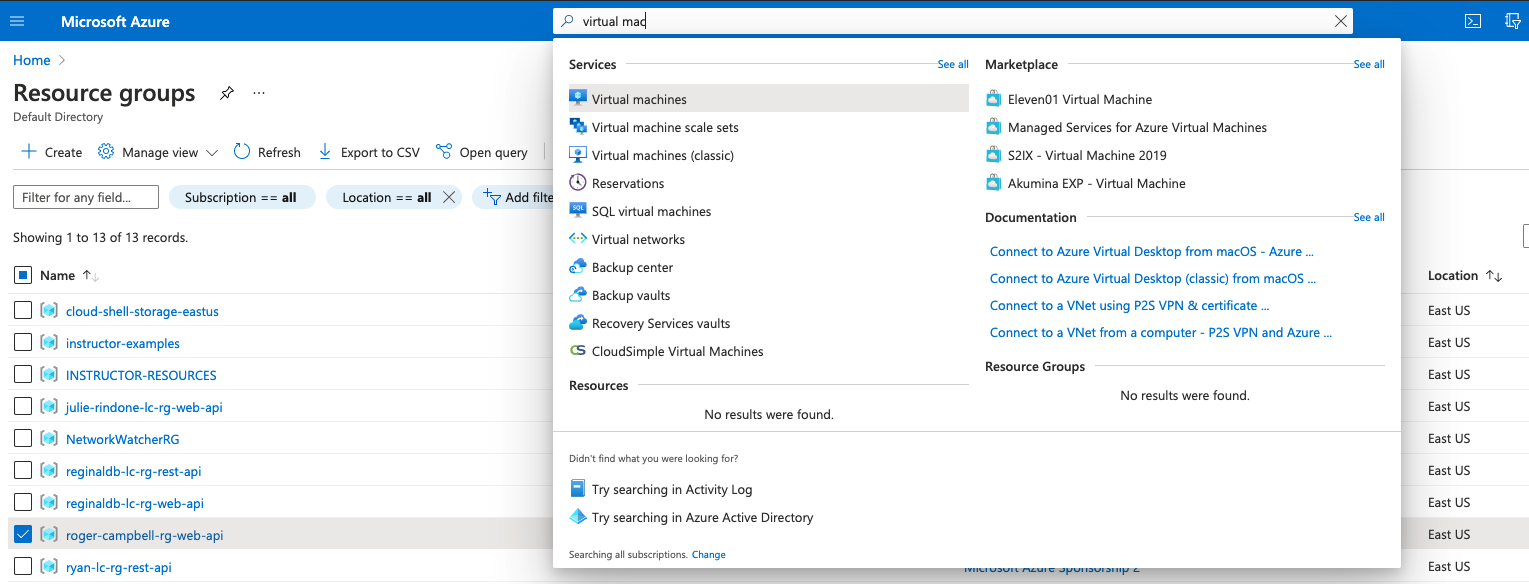 Microsoft Azure
virtual mac
Home
Resource groups
...
Default Directory
Create
Manage view
Refresh
Export to CSV
Open query
Filter for any field...
Subscription == all
Location == all
Add filte
Showing 1 to 13 of 13 records.
Name
Location
cloud-shell-storage-eastus
East US
instructor-examples
East US
INSTRUCTOR-RESOURCES
East US
julie-rindone-lc-rg-web-api
East US
NetworkWatcherRG
East US
reginaldb-lc-rg-rest-api
East US
reginaldb-lc-rg-web-api
East US
roger-campbell-rg-web-api
East US
ryan-lc-rg-rest-api
Microsoft Azure Sponsorship 2
East US
Services
See all
Virtual machines
Virtual machine scale sets
Virtual machines (classic)
Reservations
SQL
SQL virtual machines
Virtual networks
Backup center
Backup vaults
Recovery Services vaults
CS
CloudSimple Virtual Machines
Resources
No results were found.
Marketplace
See all
Eleven01 Virtual Machine
Managed Services for Azure Virtual Machines
S2IX - Virtual Machine 2019
Akumina EXP - Virtual Machine
Documentation
See all
Connect to Azure Virtual Desktop from macOS - Azure ...
Connect to Azure Virtual Desktop (classic) from macOS ...
Connect to a VNet using P2S VPN & certificate ...
Connect to a VNet from a computer - P2S VPN and Azure ...
Resource Groups
No results were found.
Didn't find what you were looking for?
Try searching in Activity Log
Try searching in Azure Active Directory
Searching all subscriptions. Change